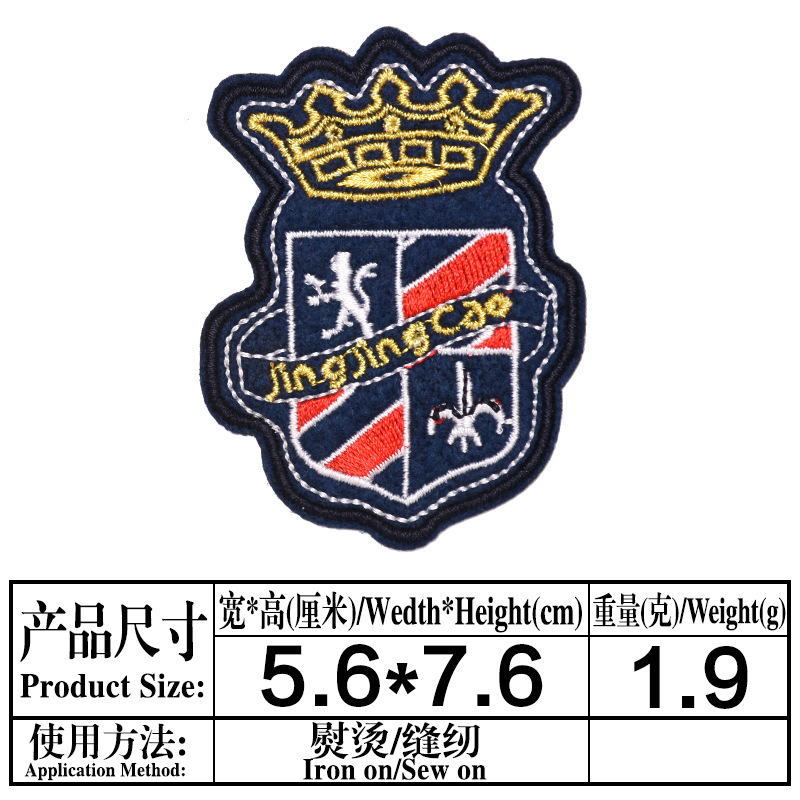 JingJingCao
产品尺寸
Product Size:
宽*高(厘米)/Wedth*Height(cm)
重量(克)/Weight(g)
5.6*7.6
1.9
使用方法:
Application Method:
熨烫/缝纫
Iron on/Sew on